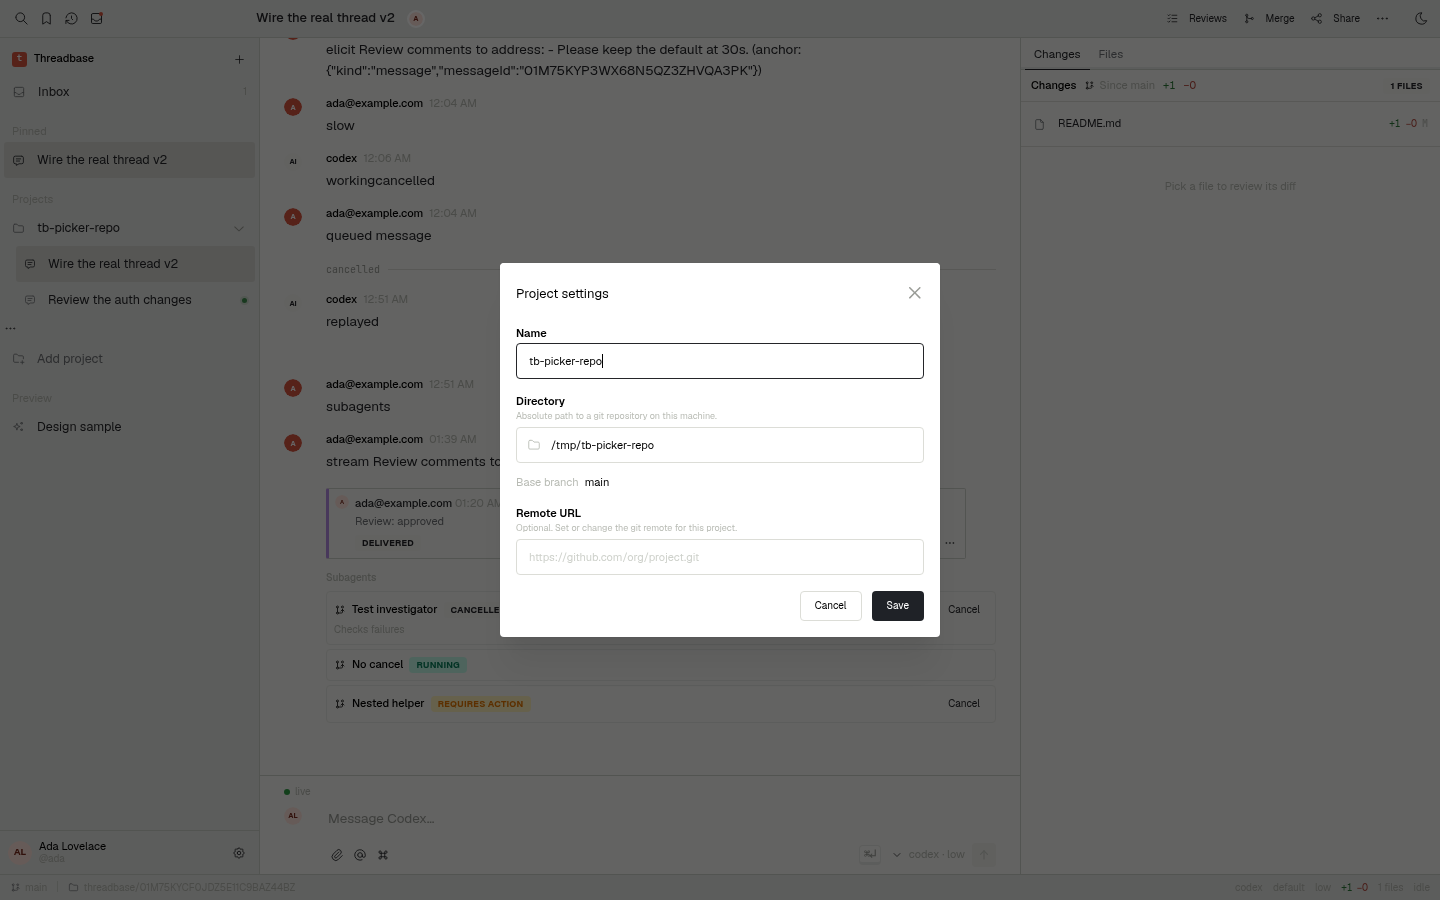 Wire the real thread v2
A
Reviews
Merge
Share
Threadbase
Inbox
1
Pinned
Wire the real thread v2
Projects
tb-picker-repo
Wire the real thread v2
Review the auth changes
Add project
Preview
Design sample
Ada Lovelace
@ada
AL
elicit Review comments to address: - Please keep the default at 30s. (anchor:
{"kind":"message","messageId":"01M75KYP3WX68N5QZ3ZHVQA3PK"})
A
ada@example.com 12:04 AM
slow
AI
codex 12:06 AM
workingcancelled
A
ada@example.com 12:04 AM
queued message
cancelled
AI
codex 12:51 AM
replayed
A
ada@example.com 12:51 AM
subagents
A
ada@example.com 01:39 AM
stream Review comments to
A
ada@example.com 01:20 AM
Review: approved
DELIVERED
Subagents
Test investigator CANCELLE
Cancel
Checks failures
No cancel RUNNING
Nested helper REQUIRES ACTION
Cancel
live
AL
Message Codex...
codex · low
Project settings
Name
tb-picker-repo
Directory
Absolute path to a git repository on this machine.
/tmp/tb-picker-repo
Base branch main
Remote URL
Optional. Set or change the git remote for this project.
https://github.com/org/project.git
Cancel
Save
Changes Files
Changes Since main +1 −0
1 FILES
README.md
+1 −0 M
Pick a file to review its diff
main
codex default low +1 −0 1 files idle